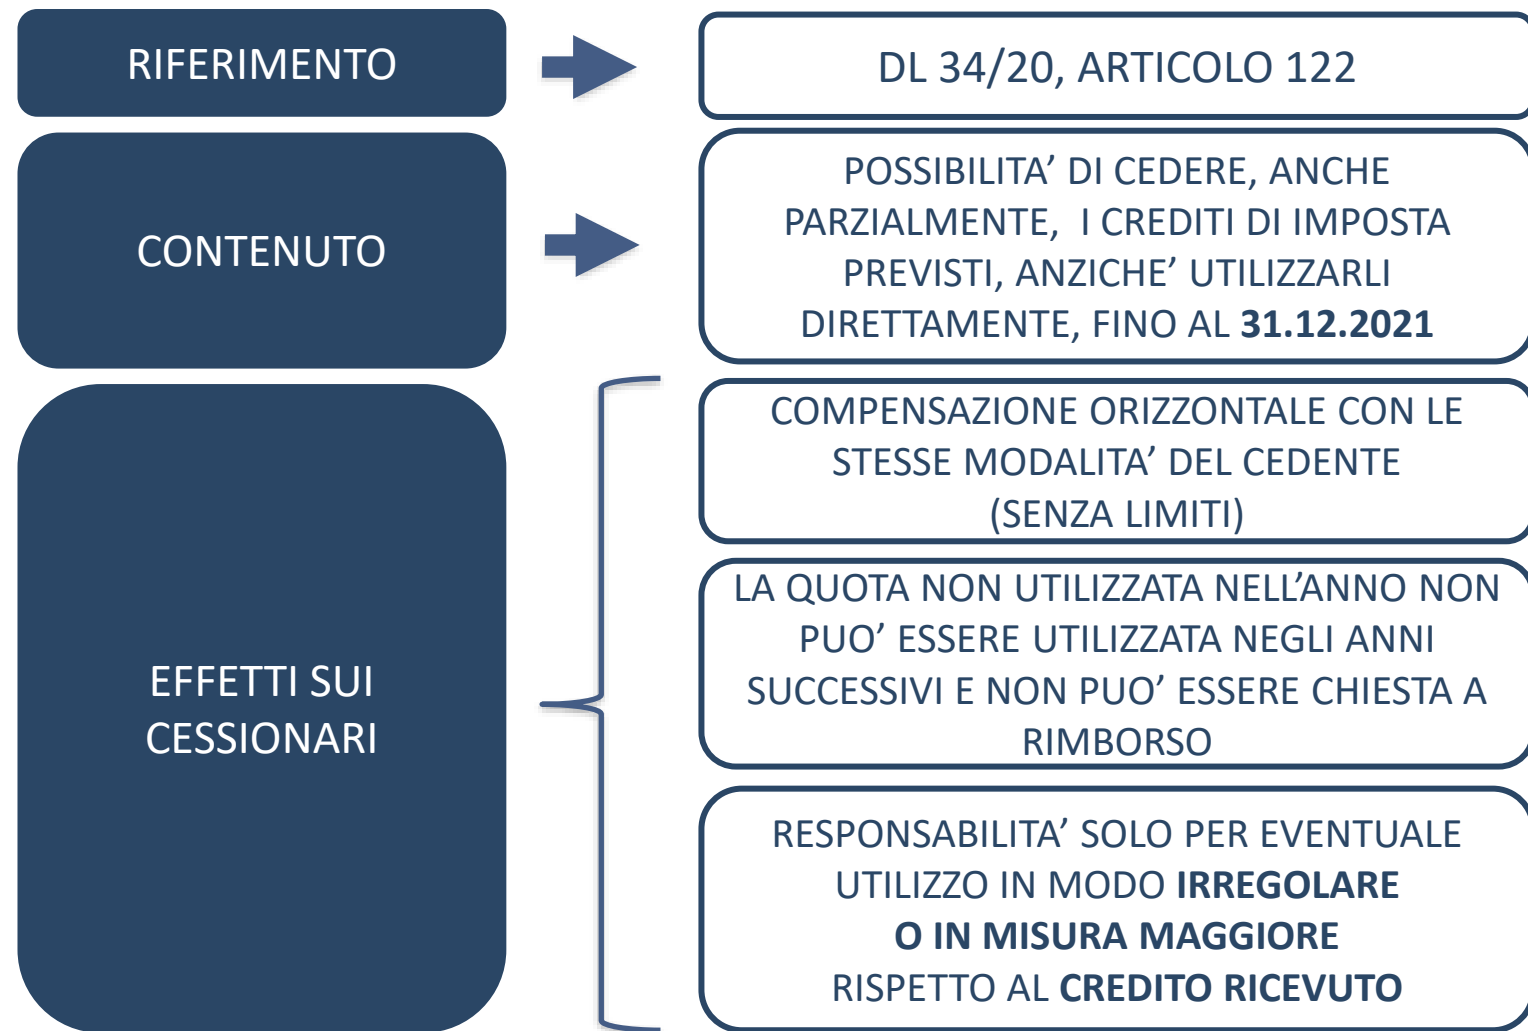 RIFERIMENTO
DL 34/20, ARTICOLO 122
CONTENUTO
POSSIBILITA’ DI CEDERE, ANCHE
PARZIALMENTE, I CREDITI DI IMPOSTA
PREVISTI, ANZICHE’ UTILIZZARLI
DIRETTAMENTE, FINO AL 31.12.2021
EFFETTI SUI
CESSIONARI
COMPENSAZIONE ORIZZONTALE CON LE
STESSE MODALITA’ DEL CEDENTE
(SENZA LIMITI)
LA QUOTA NON UTILIZZATA NELL’ANNO NON
PUO’ ESSERE UTILIZZATA NEGLI ANNI
SUCCESSIVI E NON PUO’ ESSERE CHIESTA A
RIMBORSO
RESPONSABILITA’ SOLO PER EVENTUALE
UTILIZZO IN MODO IRREGOLARE
O IN MISURA MAGGIORE
RISPETTO AL CREDITO RICEVUTO